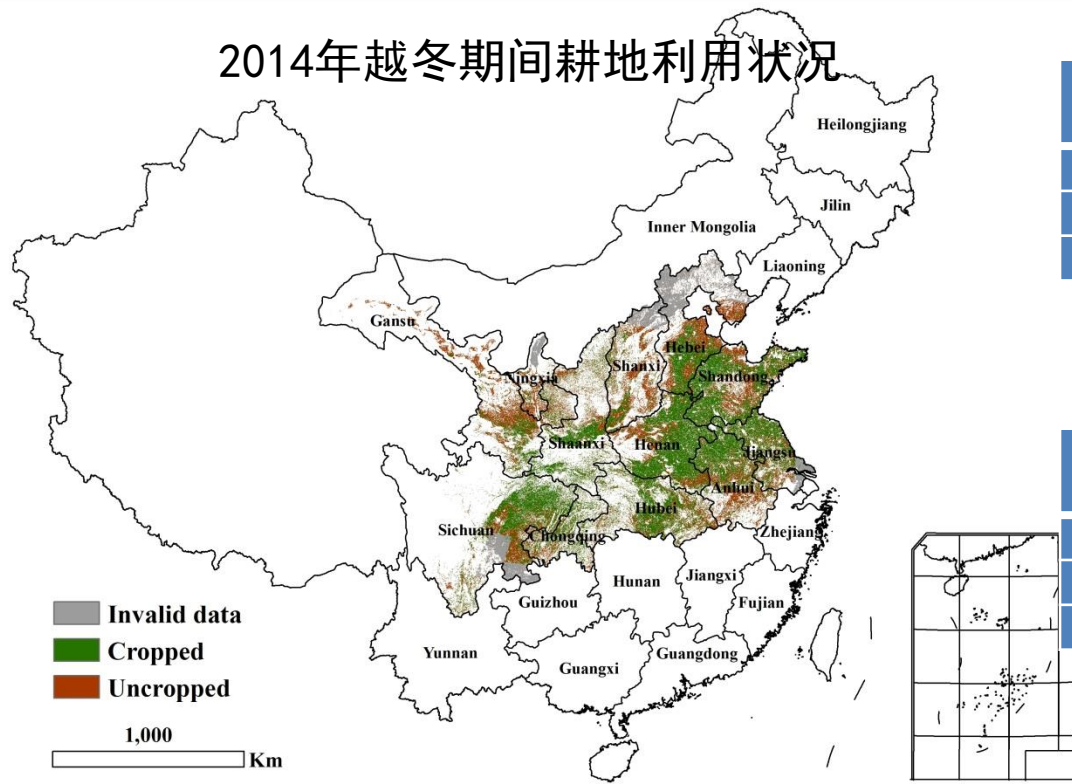 2014年越冬期间耕地利用状况
Heilongjiang
Jilin
Inner Mongolia
Liaoning
Gansu
Hebei
Ningxia
Shanxi
Shandong
Shaanxi
Henan
Jiangsu
Anhui
Hubei
Sichuan
Chongqing
Zhejiang
Hunan
Jiangxi
Guizhou
Fujian
Yunnan
Guangxi
Guangdong
Invalid data
Cropped
Uncropped
1,000
Km